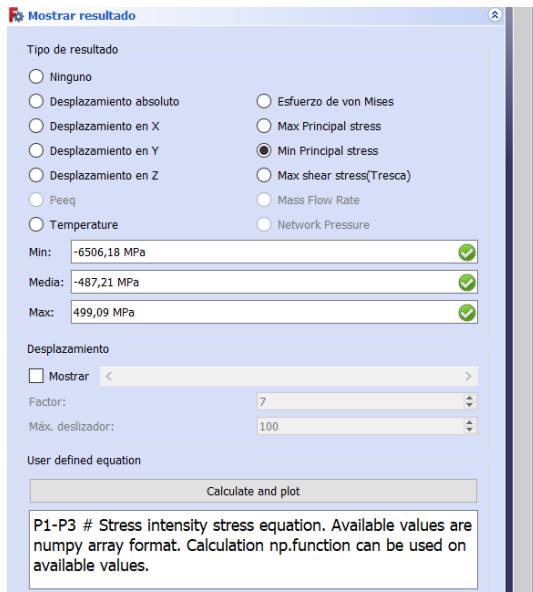 Mostrar resultado
Tipo de resultado
Ninguno
Desplazamiento absoluto Esfuerzo de von Mises
Desplazamiento en X Max Principal stress
Desplazamiento en Y Min Principal stress
Desplazamiento en Z Max shear stress(Tresca)
Peeq Mass Flow Rate
Temperature Network Pressure
Min: -6506,18 MPa
Media: -487,21 MPa
Max: 499,09 MPa
Desplazamiento
Mostrar
Factor: 7
Máx. deslizador: 100
User defined equation
Calculate and plot
P1-P3 # Stress intensity stress equation. Available values are
numpy array format. Calculation np.function can be used on
available values.